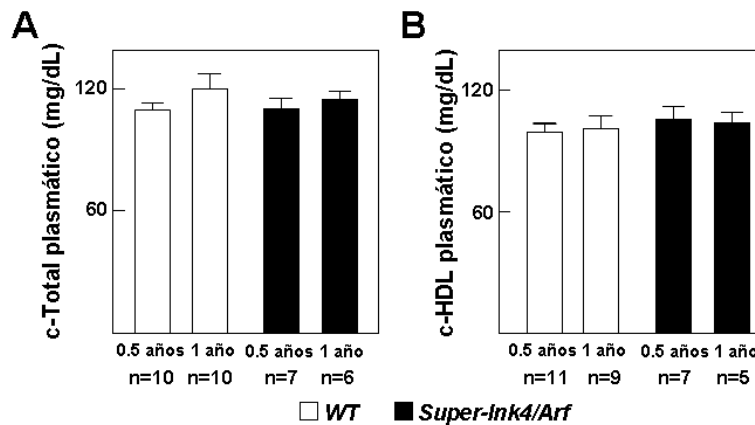 A
c-Total plasmático (mg/dL)
120
60
0.5 años 1 año 0.5 años 1 año
n=10 n=10 n=7 n=6
B
c-HDL plasmático (mg/dL)
120
60
0.5 años 1 año 0.5 años 1 año
n=11 n=9 n=7 n=5
WT Super-Ink4/Arf